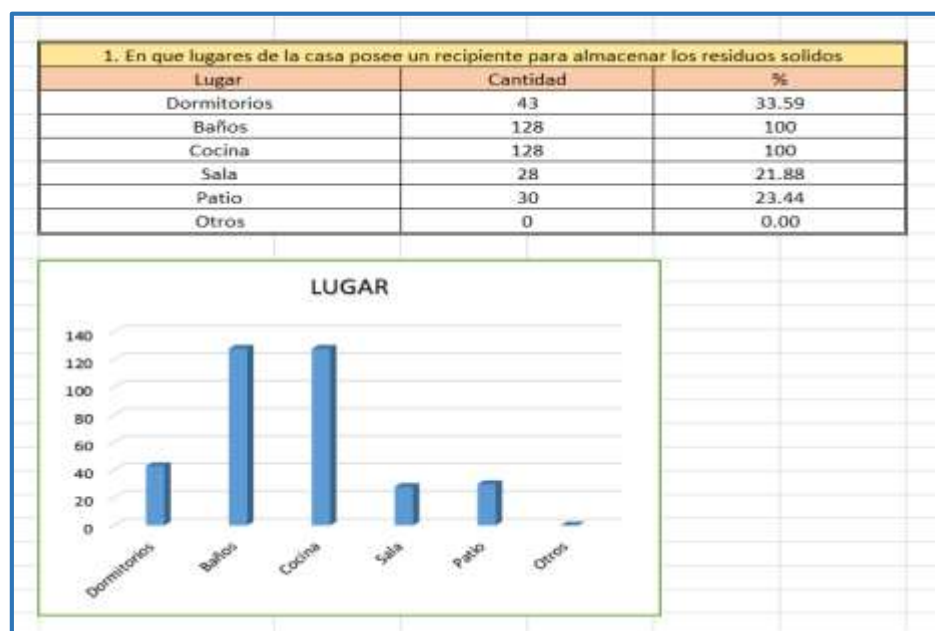 1. En que lugares de la casa posee un recipiente para almacenar los residuos solidos
Lugar Cantidad %
Dormitorios 43 33.59
Baños 128 100
Cocina 128 100
Sala 28 21.88
Patio 30 23.44
Otros 0 0.00
LUGAR
140
120
100
80
60
40
20
0
Dormitorios Baños Cocina Sala Patio Otros